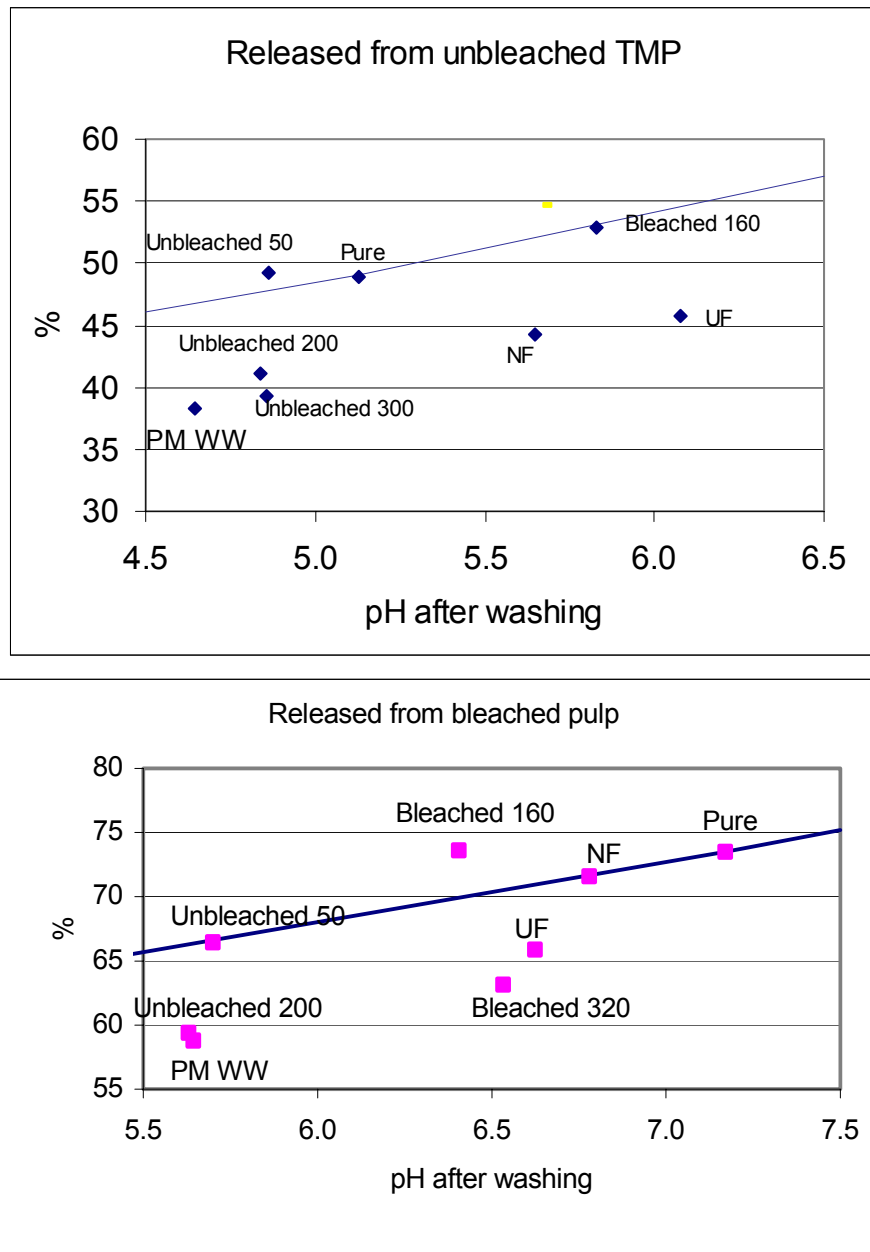 Released from unbleached TMP
60
55
50
45
40
35
30
%
Unbleached 50
Pure
Bleached 160
UF
NF
Unbleached 200
Unbleached 300
PM WW
4.5 5.0 5.5 6.0 6.5
pH after washing
Released from bleached pulp
80
75
70
65
60
55
%
Bleached 160
Pure
NF
Unbleached 50
UF
Unbleached 200
Bleached 320
PM WW
5.5 6.0 6.5 7.0 7.5
pH after washing